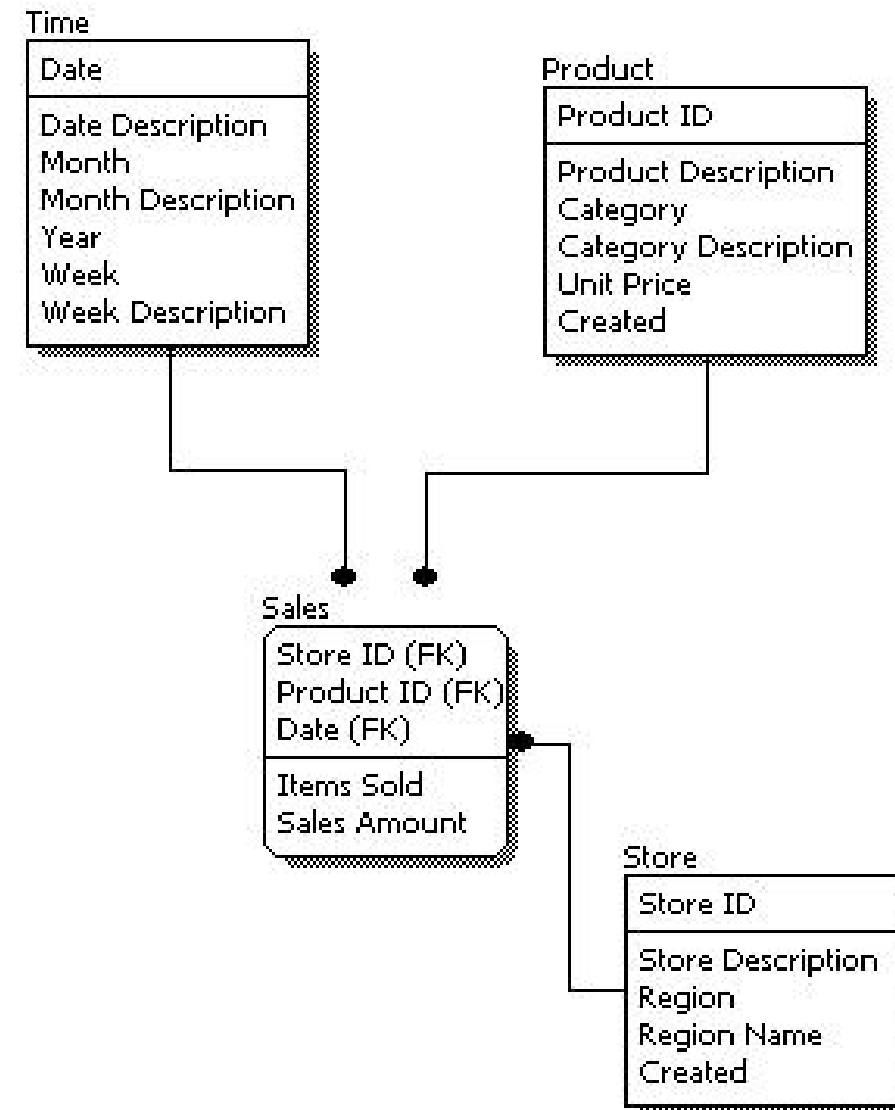 Time
Date
Date Description
Month
Month Description
Year
Week
Week Description
Product
Product ID
Product Description
Category
Category Description
Unit Price
Created
Sales
Store ID (FK)
Product ID (FK)
Date (FK)
Items Sold
Sales Amount
Store
Store ID
Store Description
Region
Region Name
Created